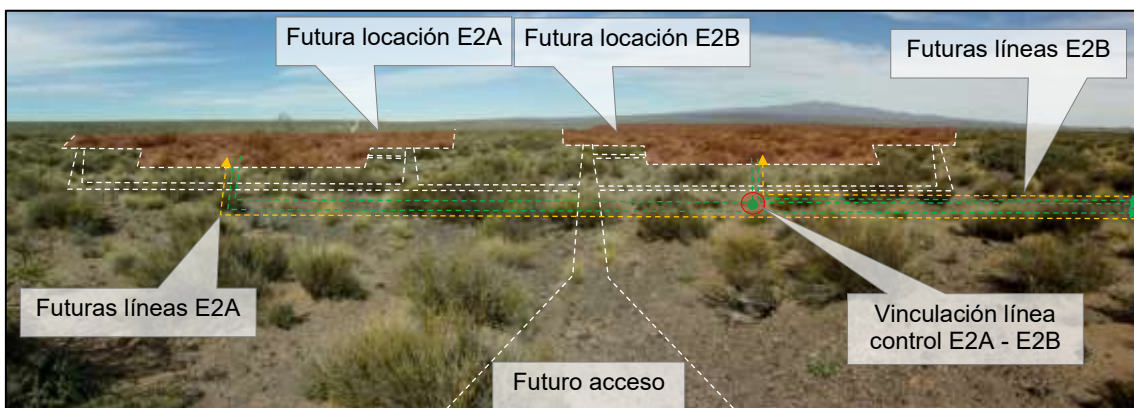 Futura locación E2A
Futura locación E2B
Futuras líneas E2B
Futuras líneas E2A
Vinculación línea
control E2A - E2B
Futuro acceso